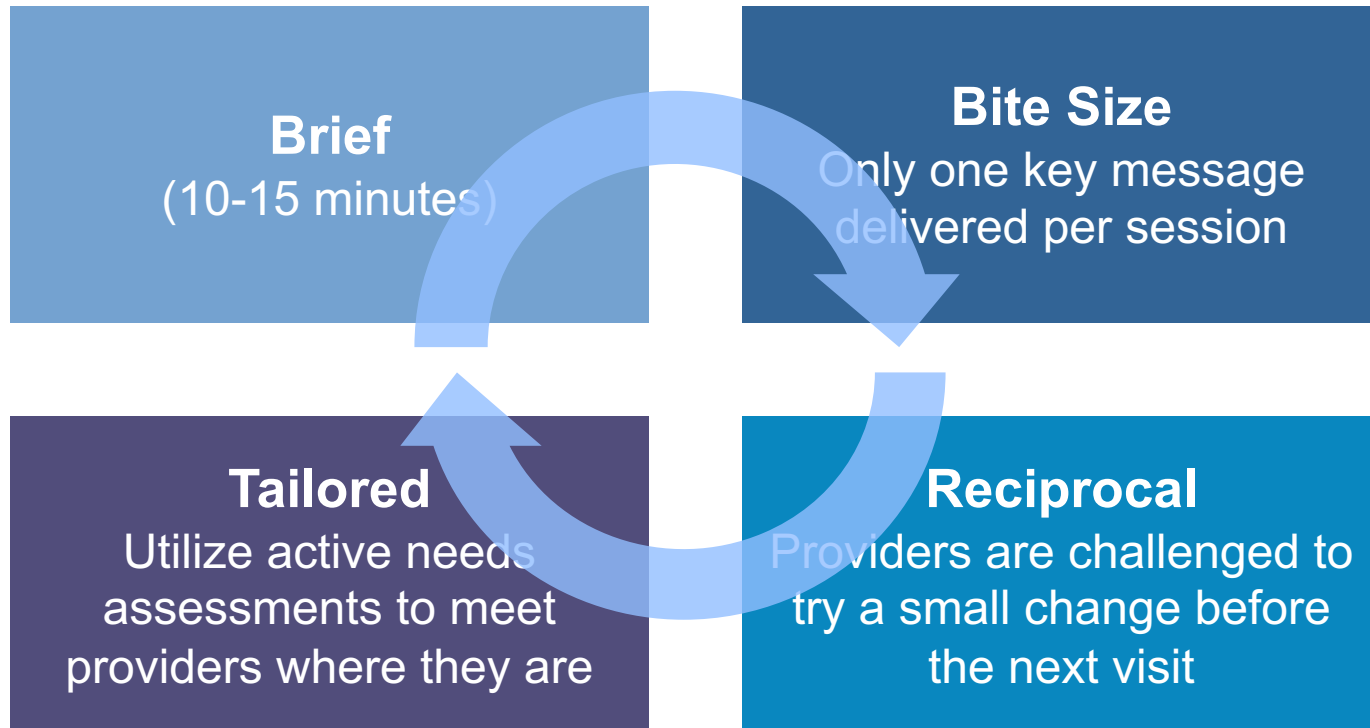 Brief
(10-15 minutes)
Bite Size
Only one key message
delivered per session
Tailored
Utilize active needs
assessments to meet
providers where they are
Reciprocal
Providers are challenged to
try a small change before
the next visit